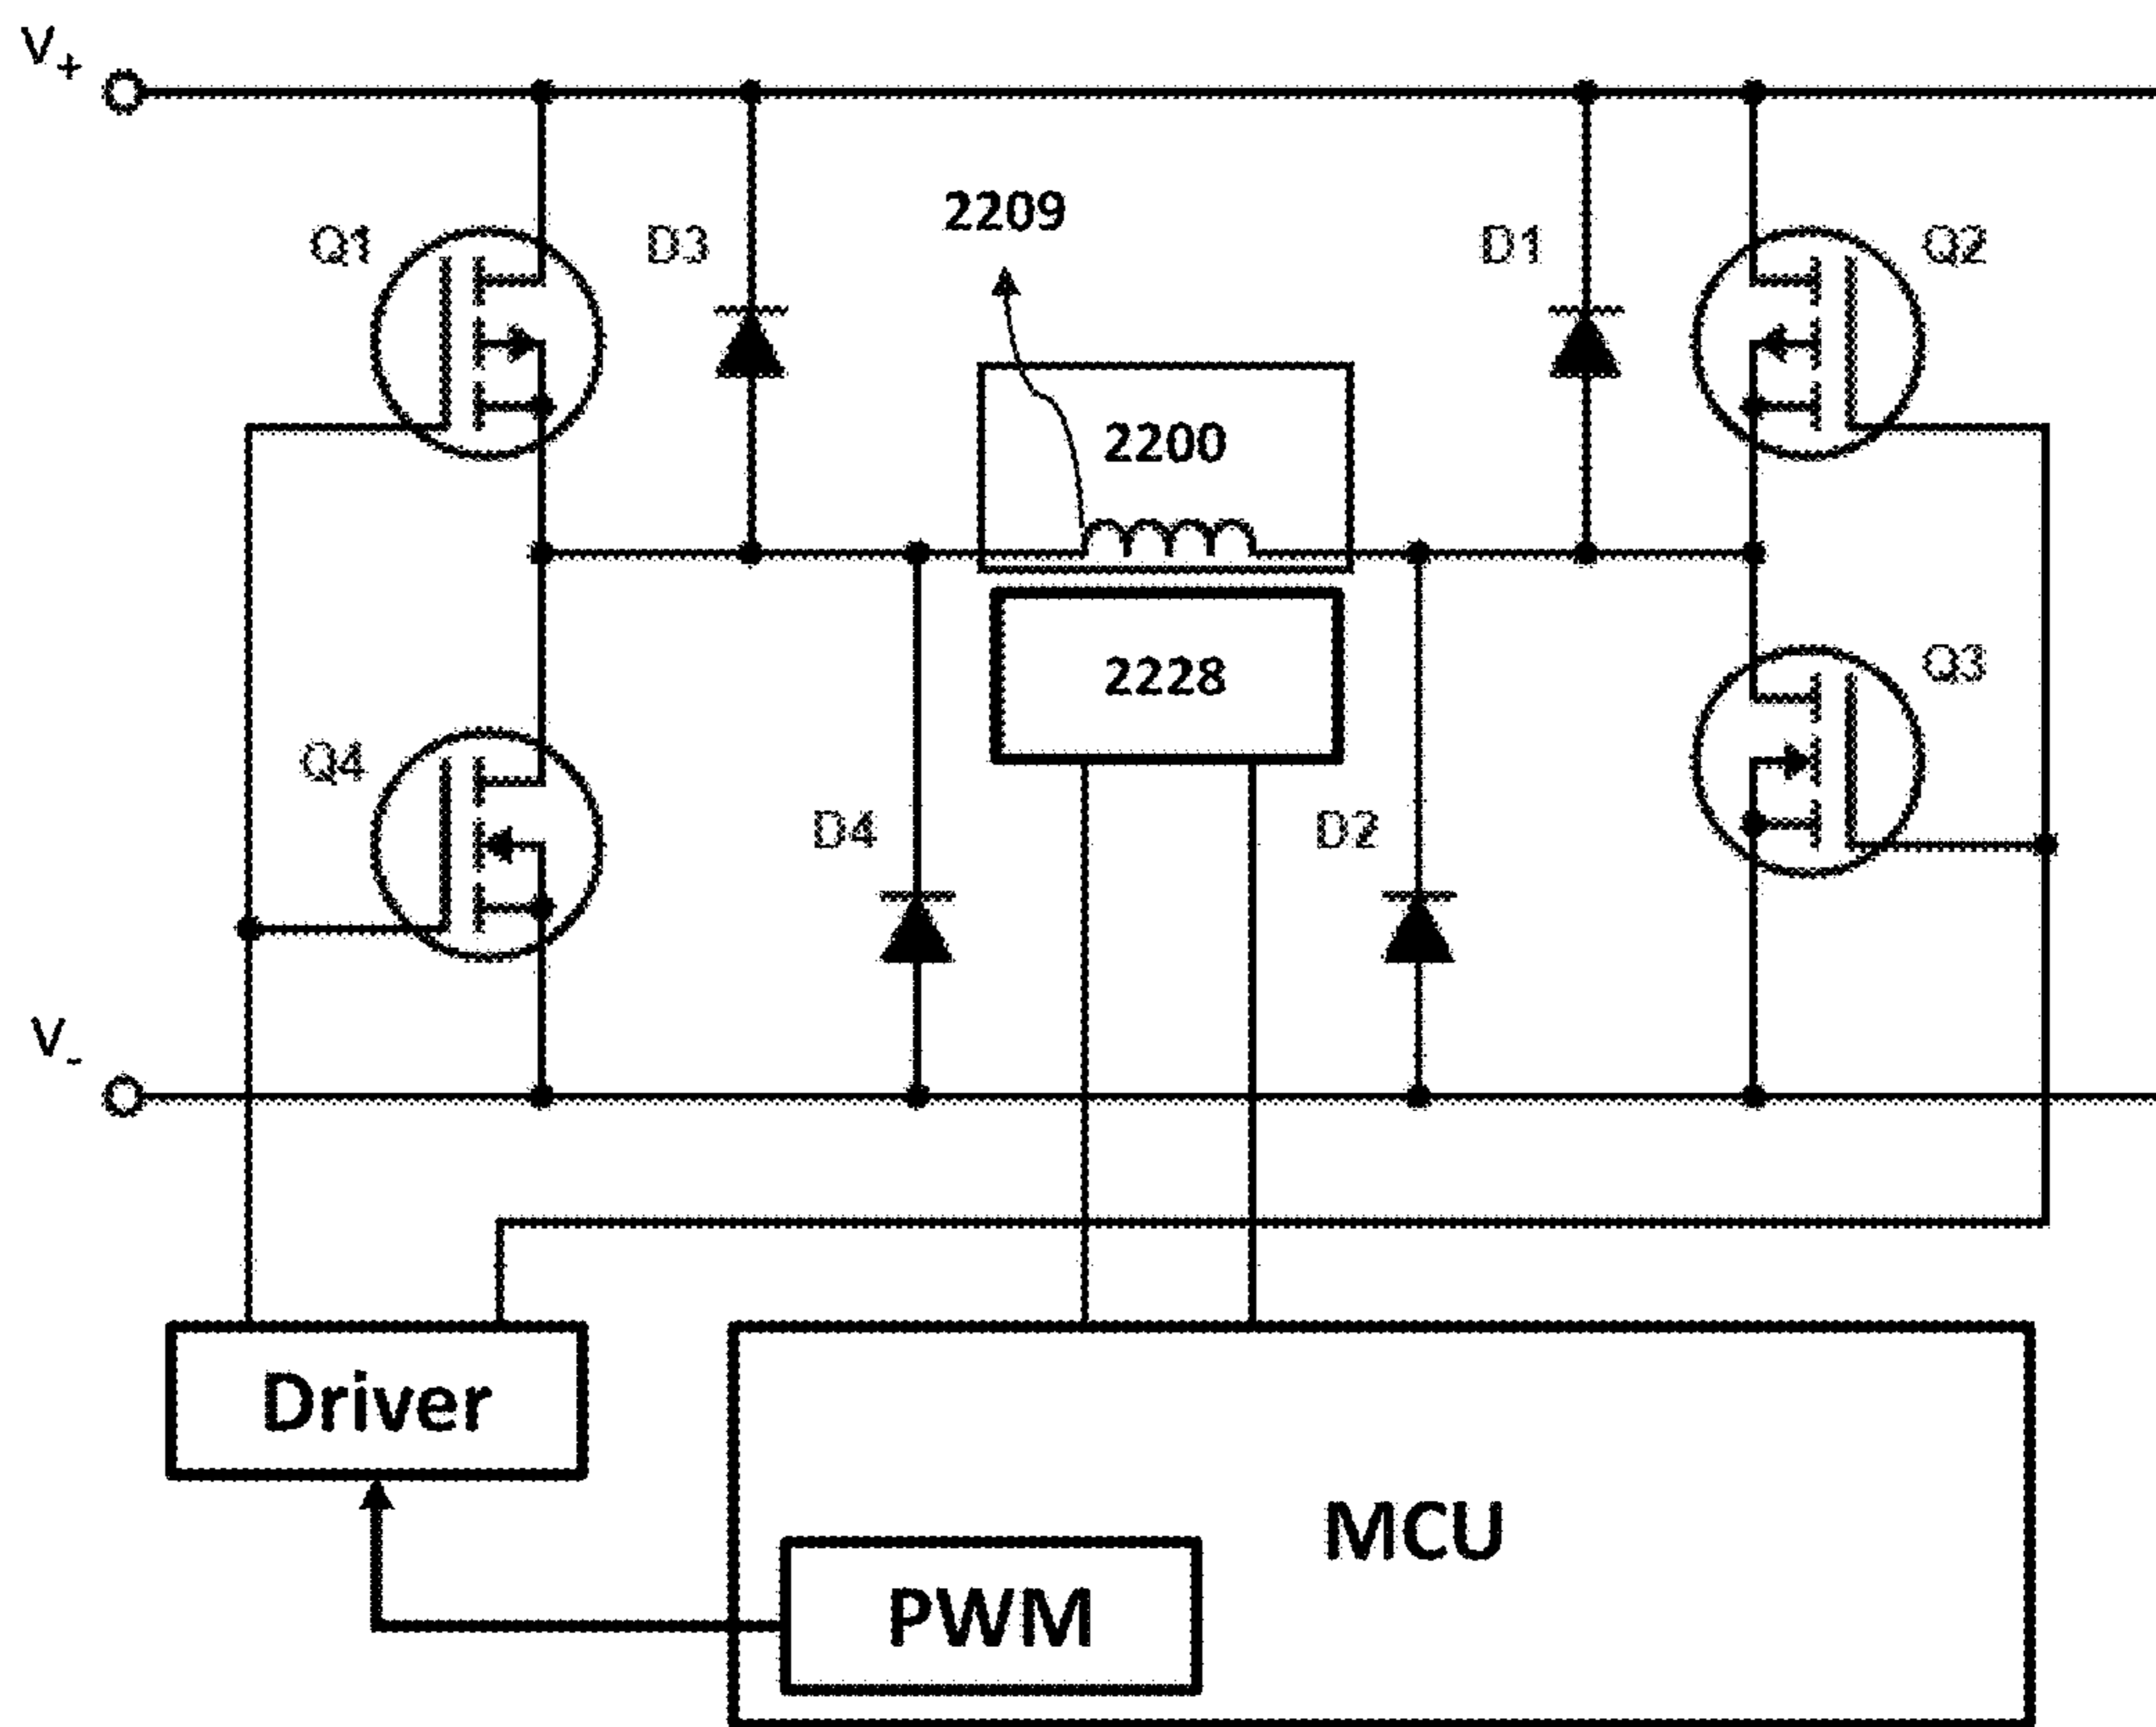 V+
2209
Q1
D3
D1
Q2
2200
2228
Q3
Q4
D4
D2
V-
Driver
MCU
PWM